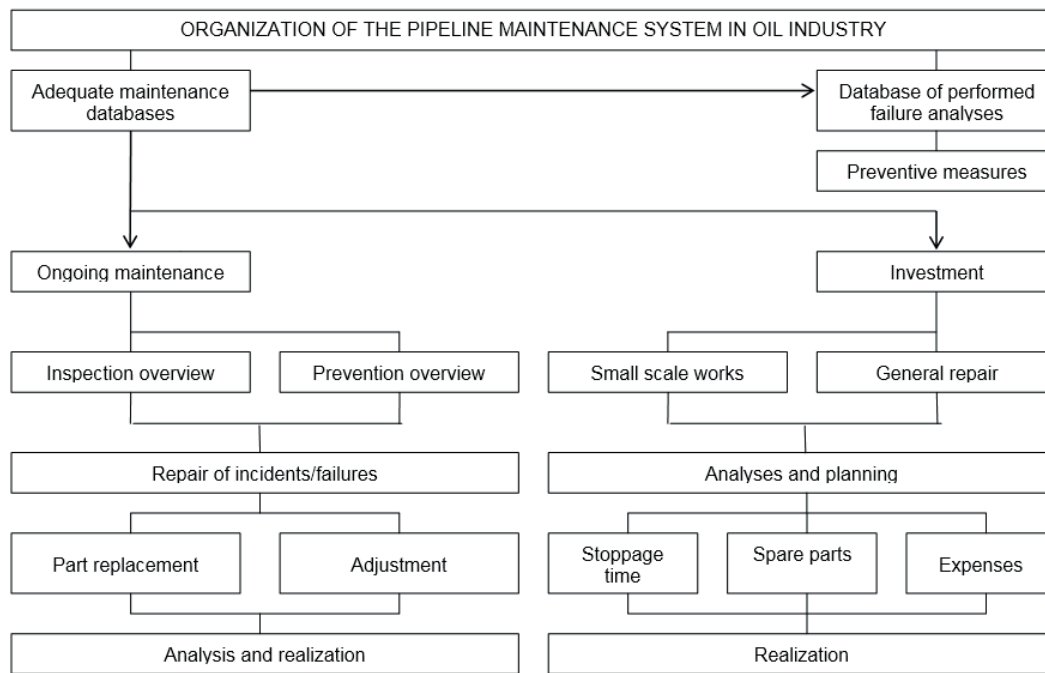 ORGANIZATION OF THE PIPELINE MAINTENANCE SYSTEM IN OIL INDUSTRY
Adequate maintenance
databases
Database of performed
failure analyses
Preventive measures
Ongoing maintenance
Investment
Inspection overview
Prevention overview
Small scale works
General repair
Repair of incidents/failures
Analyses and planning
Part replacement
Adjustment
Stoppage
time
Spare parts
Expenses
Analysis and realization
Realization